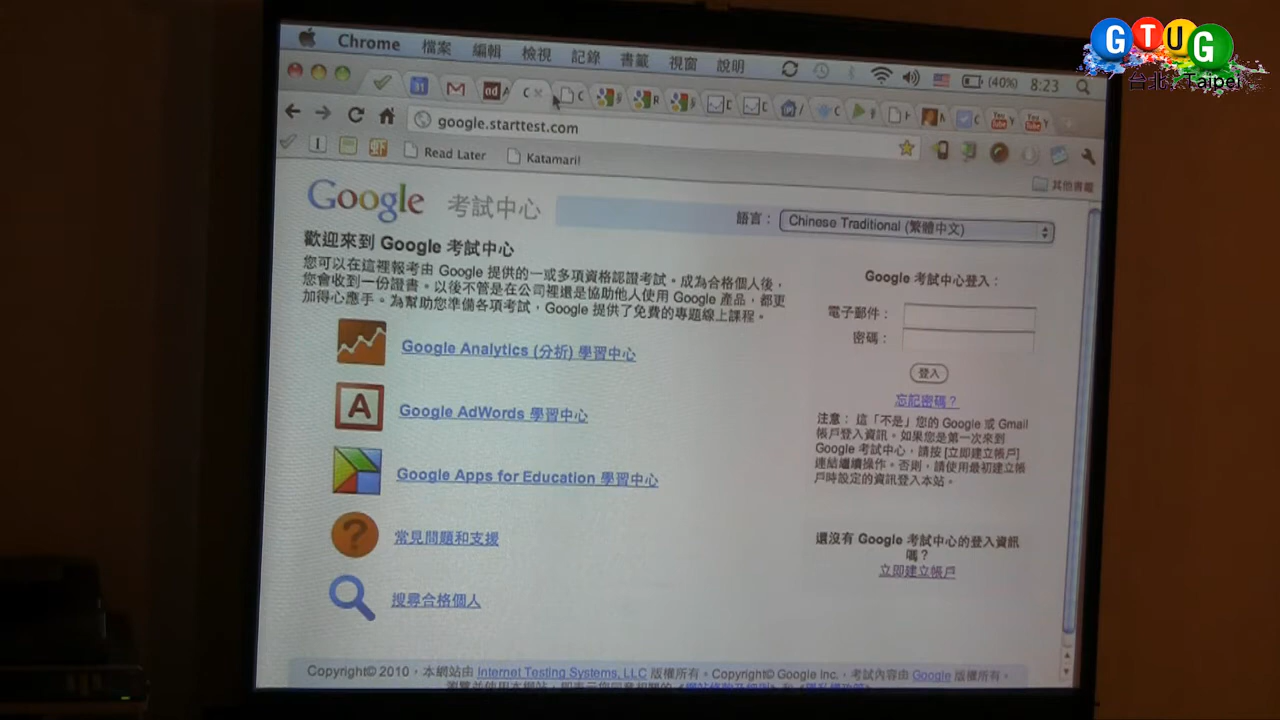 GTUG
台北 Taipei
Chrome 檔案 編輯 檢視 記錄 書籤 視窗 說明 (40%) 8:23
google.starttest.com
Read Later Katamari!
其他書籤
Google 考試中心 語言： Chinese Traditional (繁體中文)
歡迎來到 Google 考試中心
您可以在這裡報考由 Google 提供的一或多項資格認證考試。成為合格個人後，
您會收到一份證書。以後不管是在公司裡還是協助他人使用 Google 產品，都更
加得心應手。為幫助您準備各項考試，Google 提供了免費的專題線上課程。
Google Analytics (分析) 學習中心
Google AdWords 學習中心
Google Apps for Education 學習中心
常見問題和支援
搜尋合格個人
Google 考試中心登入：
電子郵件：
密碼：
登入
忘記密碼？
注意： 這「不是」您的 Google 或 Gmail
帳戶登入資訊。如果您是第一次來到
Google 考試中心，請按 [立即建立帳戶]
連結繼續操作。否則，請使用最初建立帳
戶時設定的資訊登入本站。
還沒有 Google 考試中心的登入資訊
嗎？
立即建立帳戶
Copyright© 2010，本網站由 Internet Testing Systems, LLC 版權所有。Copyright© Google Inc.，考試內容由 Google 版權所有。